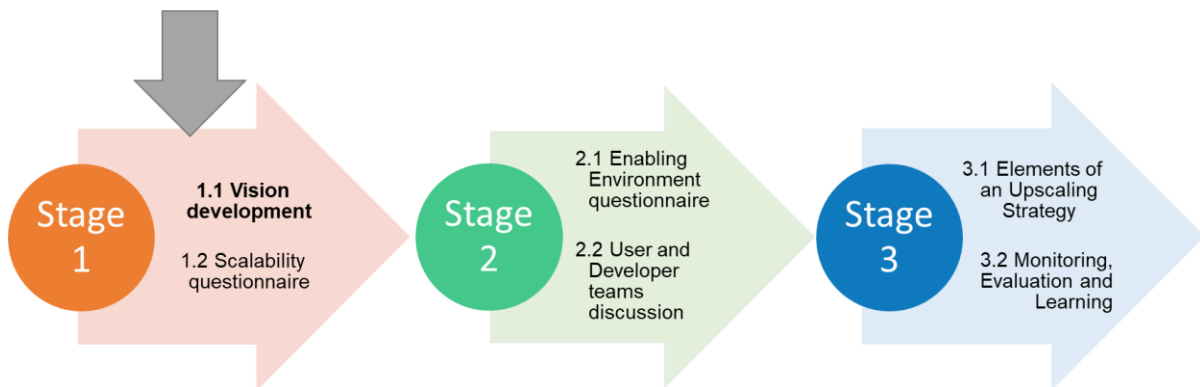 Stage
1
1.1 Vision
development
1.2 Scalability
questionnaire
Stage
2
2.1 Enabling
Environment
questionnaire
2.2 User and
Developer
teams
discussion
Stage
3
3.1 Elements of
an Upscaling
Strategy
3.2 Monitoring,
Evaluation and
Learning